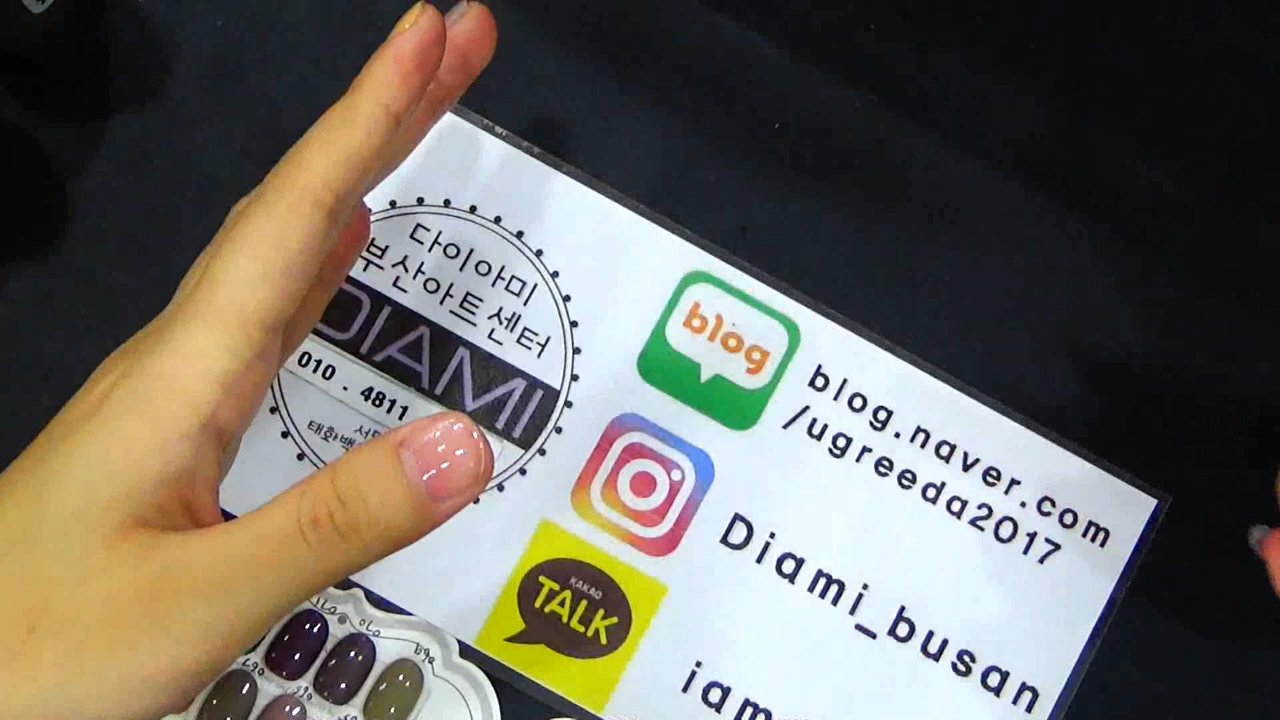 다이아미
부산아트센터
DIAMI
010 - 4811
blog
blog.naver.com
/ugreeda2017
Diami_busan
KAKAO
TALK